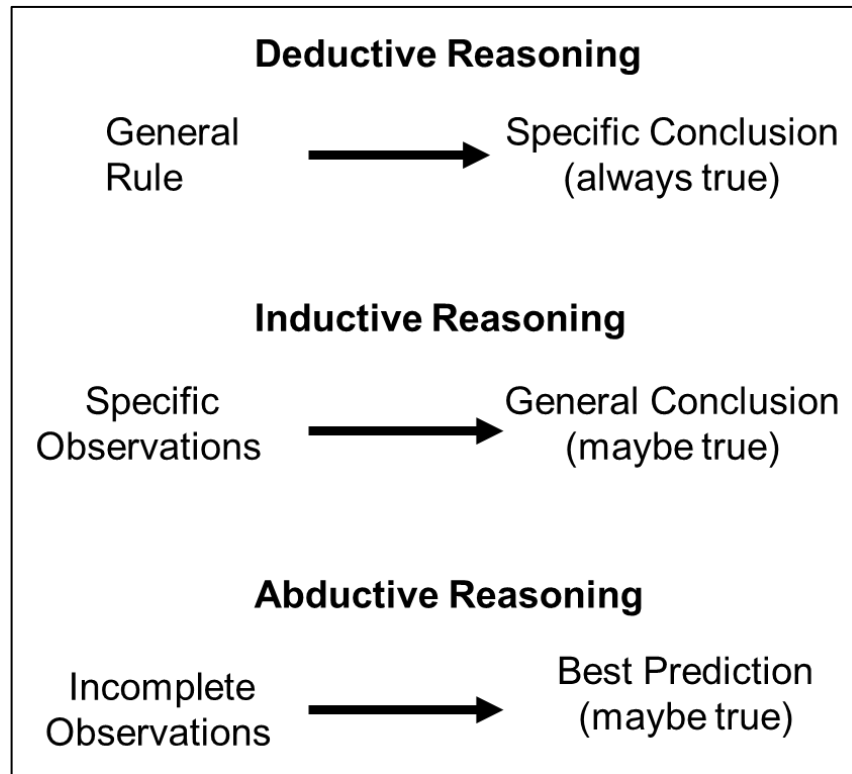 Deductive Reasoning
General
Rule
Specific Conclusion
(always true)
Inductive Reasoning
Specific
Observations
General Conclusion
(maybe true)
Abductive Reasoning
Incomplete
Observations
Best Prediction
(maybe true)